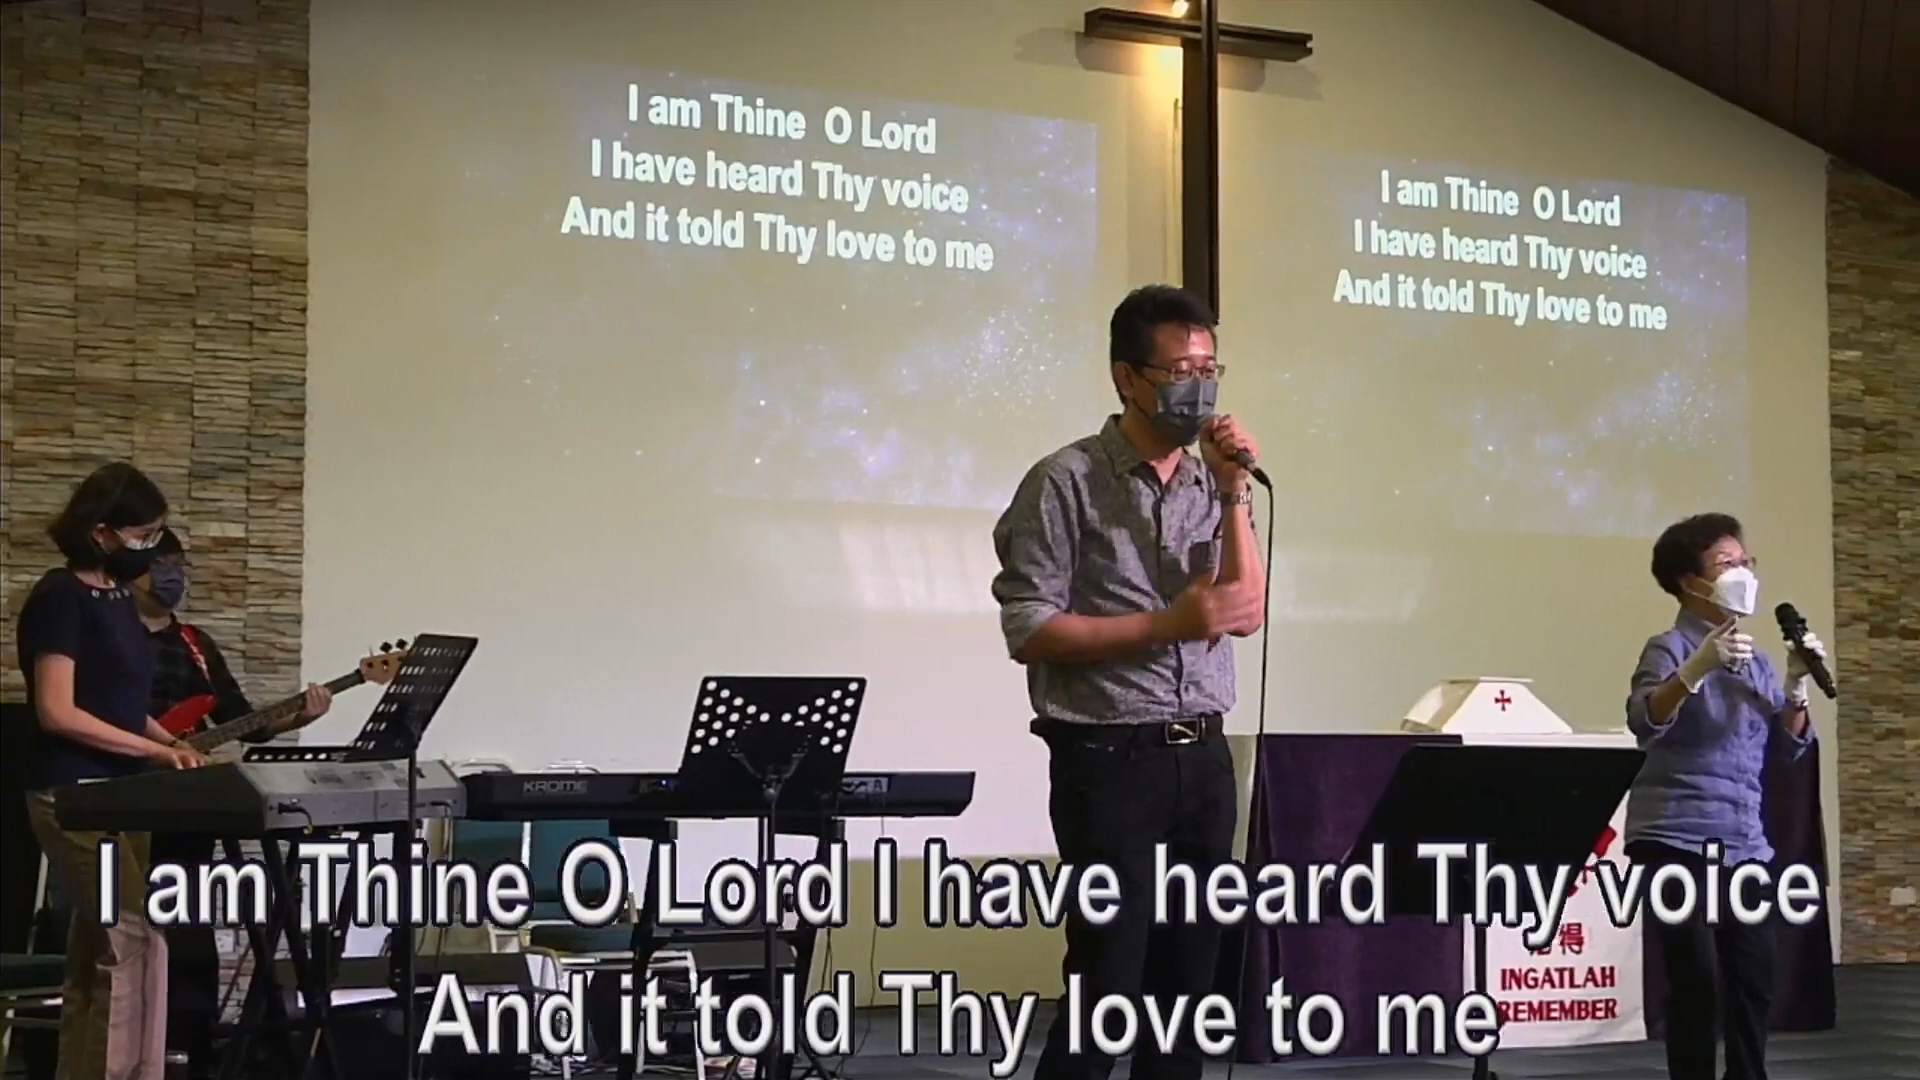 I am Thine O Lord
I have heard Thy voice
And it told Thy love to me
I am Thine O Lord
I have heard Thy voice
And it told Thy love to me
KROME
I am Thine O Lord I have heard Thy voice
And it told Thy love to me
得
INGATLAH
REMEMBER